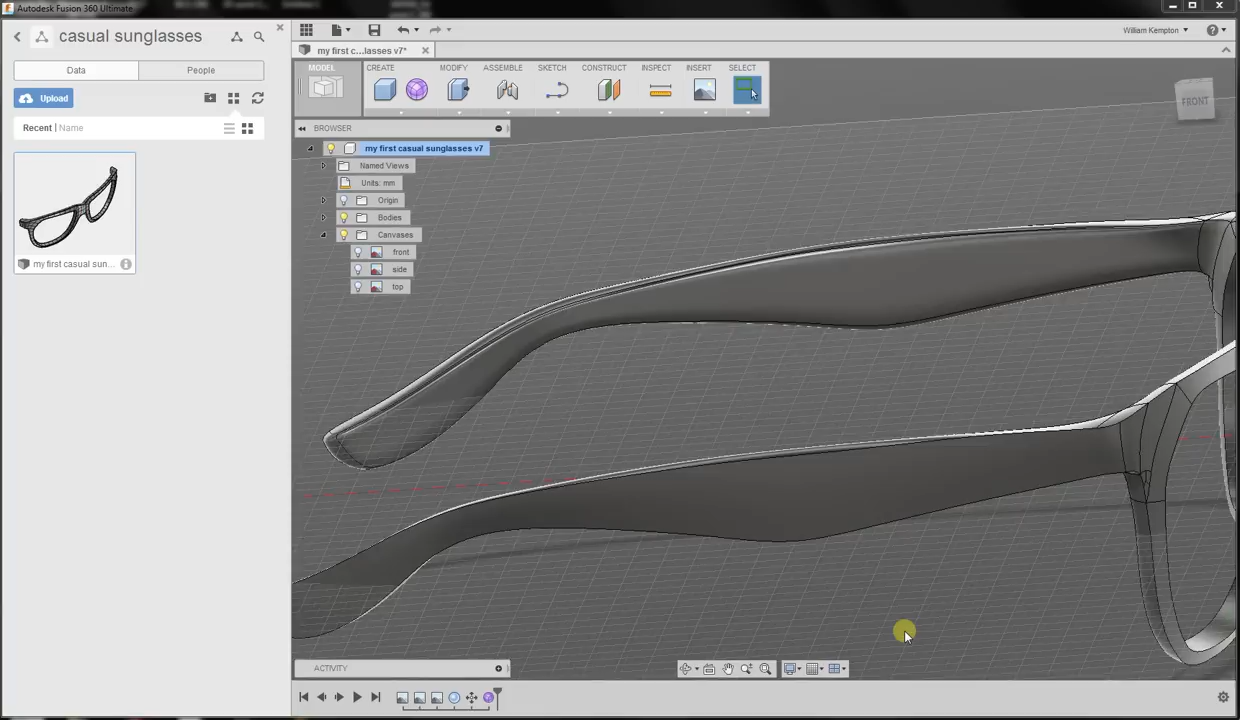 Autodesk Fusion 360 Ultimate
casual sunglasses
Data
People
Upload
Recent | Name
my first casual sun...
William Kempton
my first c...lasses v7*
MODEL
CREATE
MODIFY
ASSEMBLE
SKETCH
CONSTRUCT
INSPECT
INSERT
SELECT
FRONT
BROWSER
my first casual sunglasses v7
Named Views
Units: mm
Origin
Bodies
Canvases
front
side
top
ACTIVITY